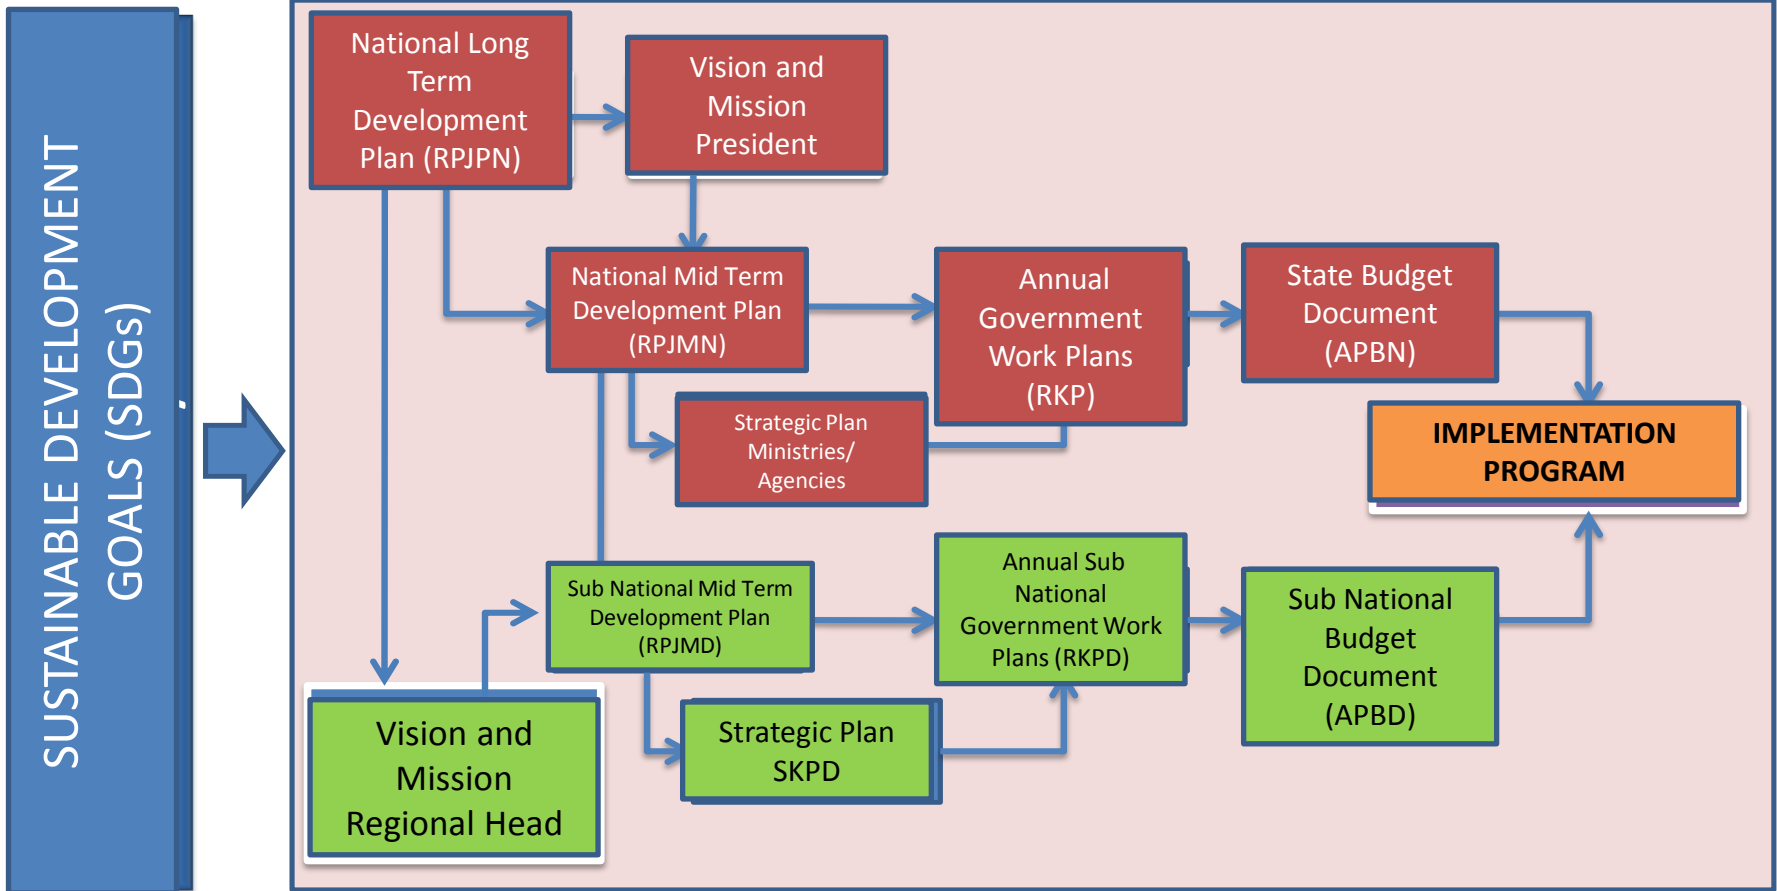 SUSTAINABLE DEVELOPMENT
GOALS (SDGs)
National Long
Term
Development
Plan (RPJPN)
Vision and
Mission
President
National Mid Term
Development Plan
(RPJMN)
Annual
Government
Work Plans
(RKP)
State Budget
Document
(APBN)
Strategic Plan
Ministries/
Agencies
IMPLEMENTATION
PROGRAM
Sub National Mid Term
Development Plan
(RPJMD)
Annual Sub
National
Government Work
Plans (RKPD)
Sub National
Budget
Document
(APBD)
Vision and
Mission
Regional Head
Strategic Plan
SKPD